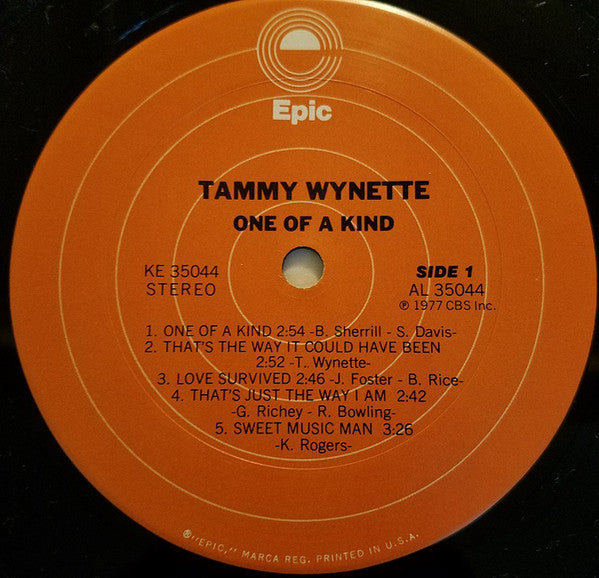 Epic
TAMMY WYNETTE
ONE OF A KIND
KE 35044
STEREO
SIDE 1
AL 35044
℗ 1977 CBS Inc.
1. ONE OF A KIND 2:54 -B. Sherrill - S. Davis-
2. THAT'S THE WAY IT COULD HAVE BEEN
2:52 -T. Wynette-
3. LOVE SURVIVED 2:46 -J. Foster - B. Rice-
4. THAT'S JUST THE WAY I AM 2:42
-G. Richey - R. Bowling-
5. SWEET MUSIC MAN 3:26
-K. Rogers-
®"EPIC," MARCA REG. PRINTED IN U.S.A.